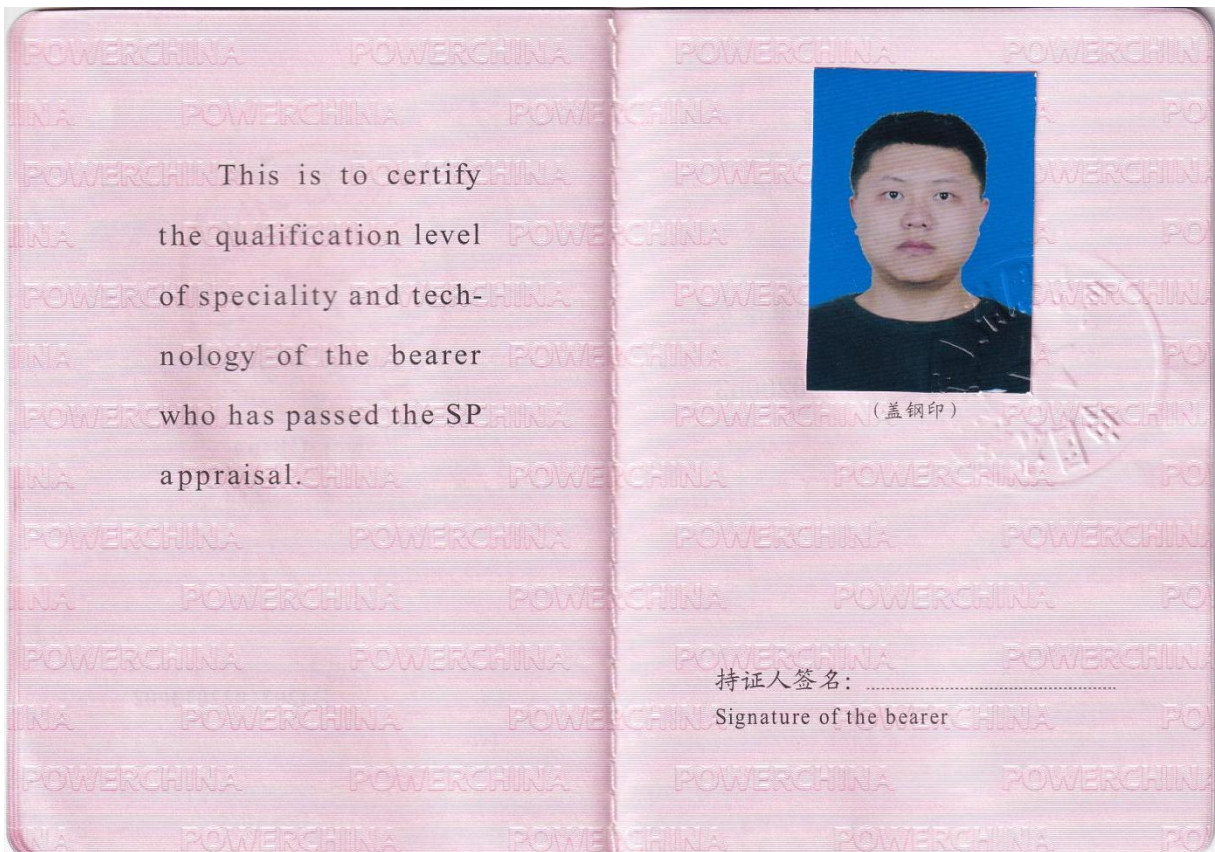 This is to certify
the qualification level
of speciality and tech-
nology of the bearer
who has passed the SP
appraisal.
(盖钢印)
持证人签名:
Signature of the bearer
POWERCHINA